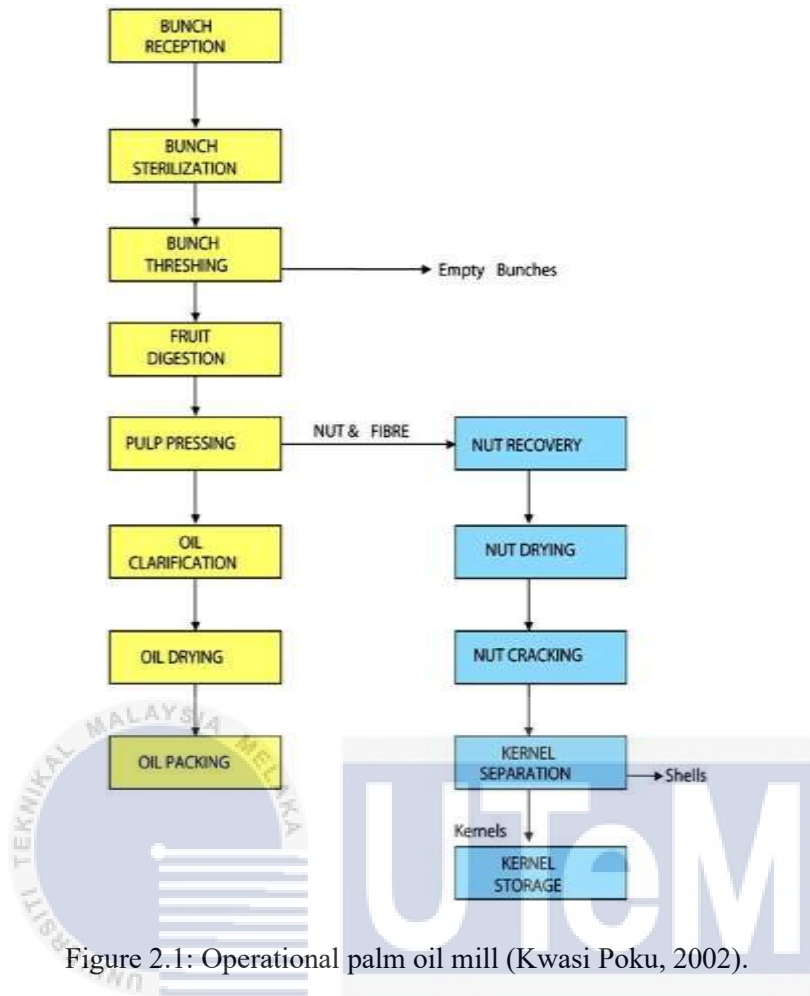 BUNCH
RECEPTION
BUNCH
STERILIZATION
BUNCH
THRESHING
Empty Bunches
FRUIT
DIGESTION
PULP PRESSING
NUT & FIBRE
NUT RECOVERY
OIL
CLARIFICATION
NUT DRYING
OIL DRYING
NUT CRACKING
OIL PACKING
KERNEL
SEPARATION
Shells
Kernels
KERNEL
STORAGE
TEKNIKAL MALAYSIA MELAKA
UTeM
Figure 2.1: Operational palm oil mill (Kwasi Poku, 2002).